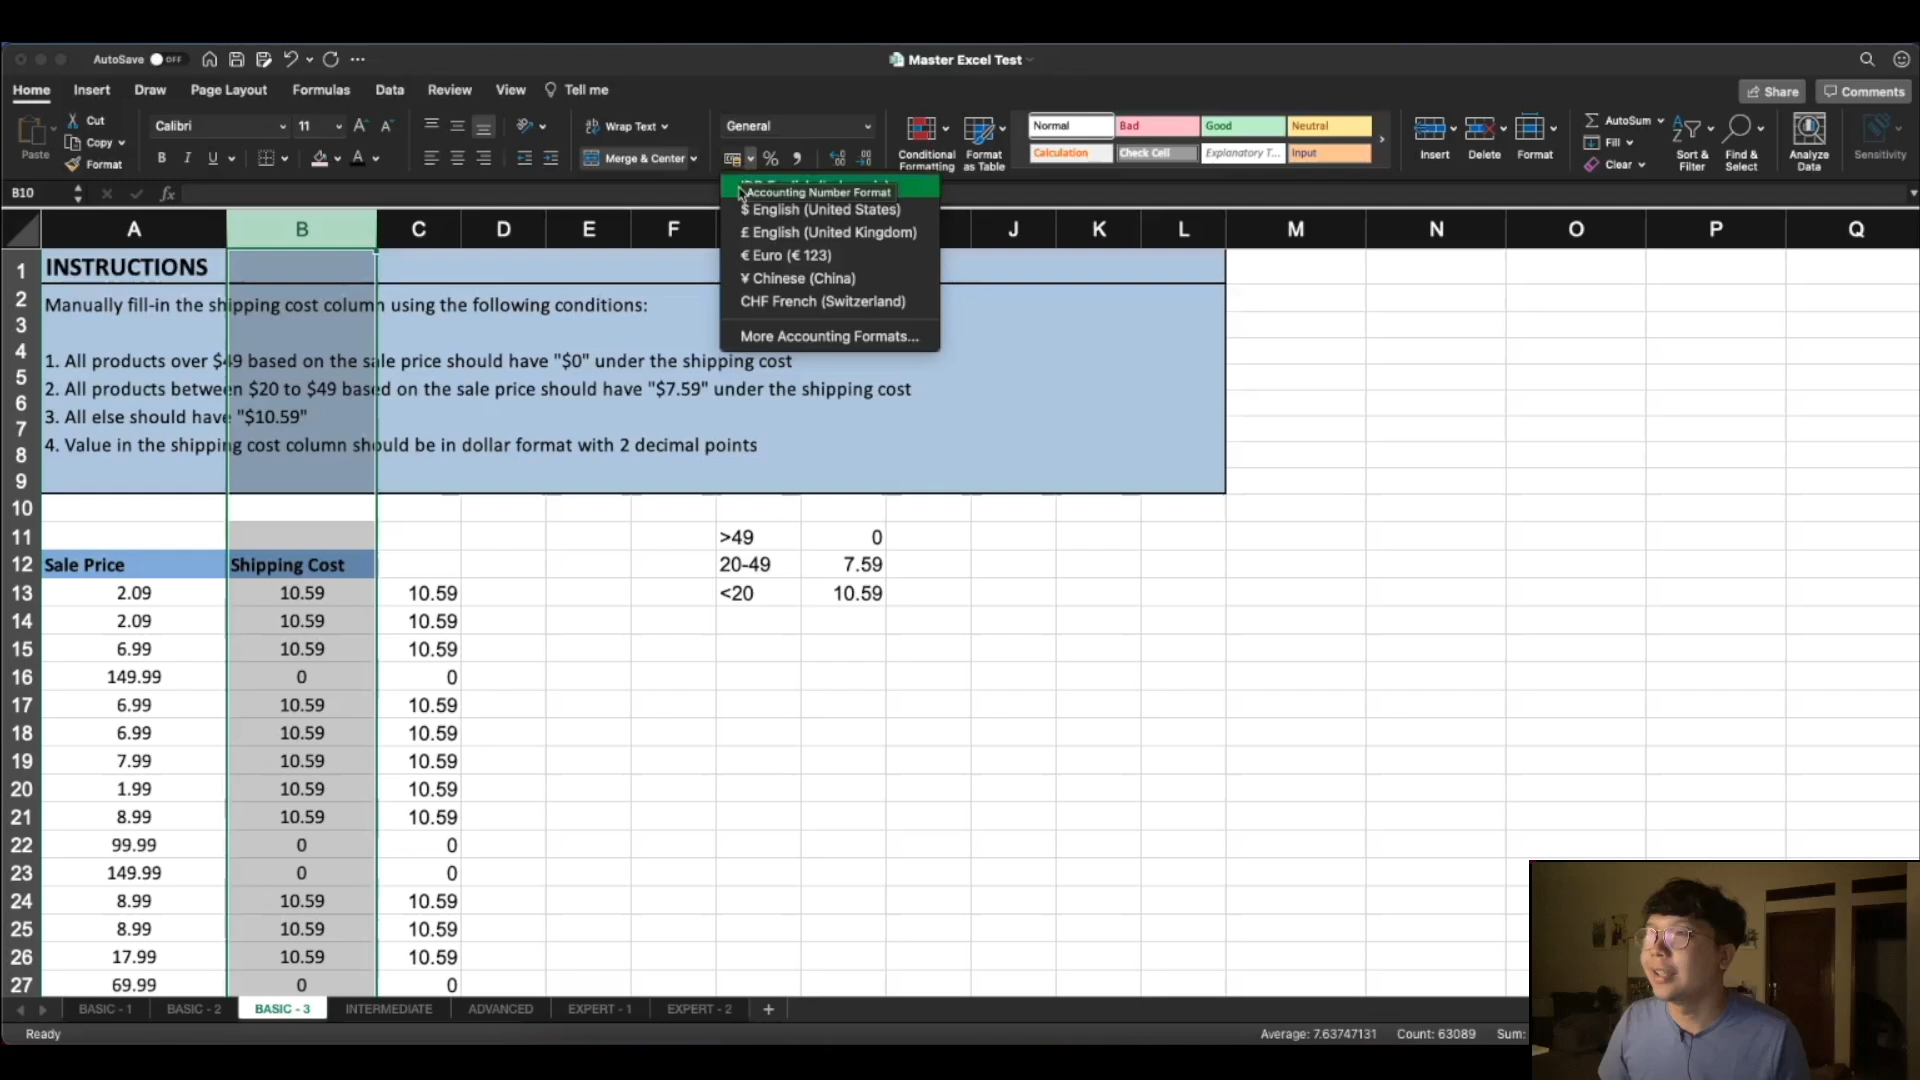 AutoSave OFF
Master Excel Test
Home Insert Draw Page Layout Formulas Data Review View Tell me
Share Comments
Paste
Cut
Copy
Format
Calibri 11
B I U
Wrap Text
Merge & Center
General
Conditional Formatting
Format as Table
Normal Bad Good Neutral
Calculation Check Cell Explanatory T... Input
Insert Delete Format
AutoSum
Fill
Clear
Sort & Filter
Find & Select
Analyze Data
Sensitivity
B10 fx
Accounting Number Format
$ English (United States)
£ English (United Kingdom)
€ Euro (€ 123)
¥ Chinese (China)
CHF French (Switzerland)
More Accounting Formats...
A B C D E F J K L M N O P Q
1 INSTRUCTIONS
2 Manually fill-in the shipping cost column using the following conditions:
3
4 1. All products over $49 based on the sale price should have "$0" under the shipping cost
5 2. All products between $20 to $49 based on the sale price should have "$7.59" under the shipping cost
6 3. All else should have "$10.59"
7
8 4. Value in the shipping cost column should be in dollar format with 2 decimal points
9
10
11 >49 0
12 Sale Price Shipping Cost 20-49 7.59
13 2.09 10.59 10.59 <20 10.59
14 2.09 10.59 10.59
15 6.99 10.59 10.59
16 149.99 0 0
17 6.99 10.59 10.59
18 6.99 10.59 10.59
19 7.99 10.59 10.59
20 1.99 10.59 10.59
21 8.99 10.59 10.59
22 99.99 0 0
23 149.99 0 0
24 8.99 10.59 10.59
25 8.99 10.59 10.59
26 17.99 10.59 10.59
27 69.99 0 0
BASIC - 1 BASIC - 2 BASIC - 3 INTERMEDIATE ADVANCED EXPERT - 1 EXPERT - 2 +
Ready Average: 7.63747131 Count: 63089 Sum: